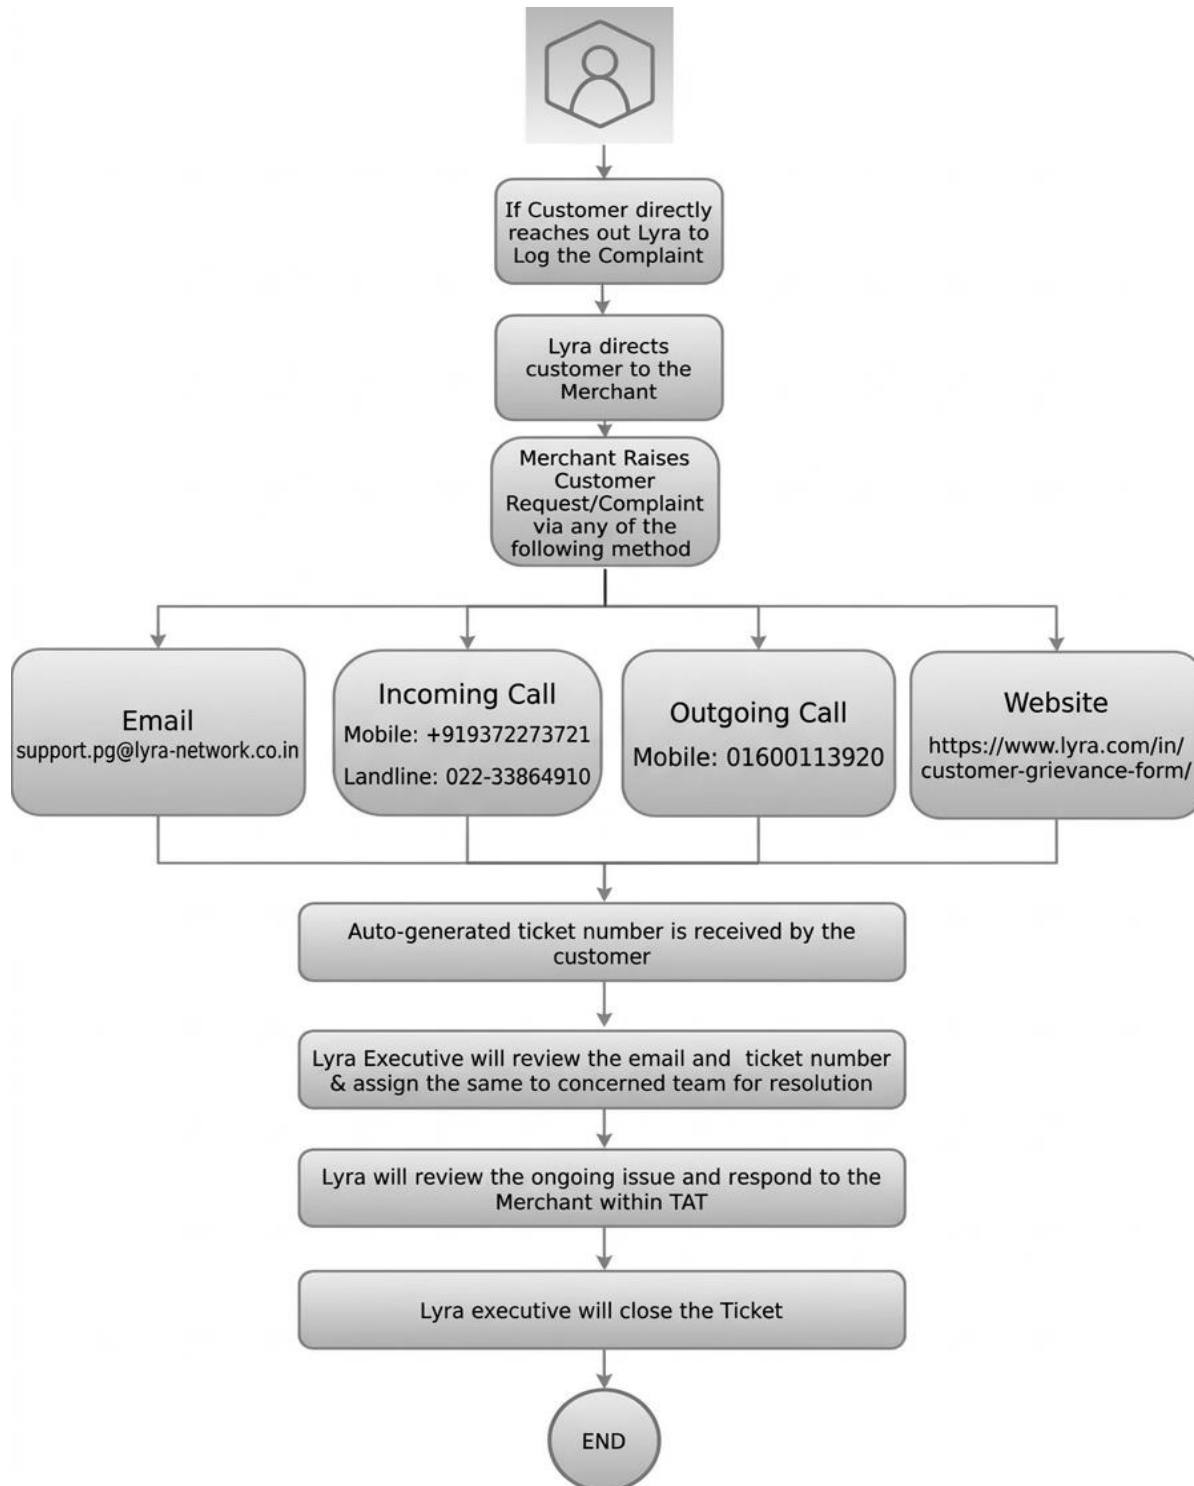 If Customer directly
reaches out Lyra to
Log the Complaint
Lyra directs
customer to the
Merchant
Merchant Raises
Customer
Request/Complaint
via any of the
following method
Email
support.pg@lyra-network.co.in
Incoming Call
Mobile: +919372273721
Landline: 022-33864910
Outgoing Call
Mobile: 01600113920
Website
https://www.lyra.com/in/
customer-grievance-form/
Auto-generated ticket number is received by the
customer
Lyra Executive will review the email and ticket number
& assign the same to concerned team for resolution
Lyra will review the ongoing issue and respond to the
Merchant within TAT
Lyra executive will close the Ticket
END